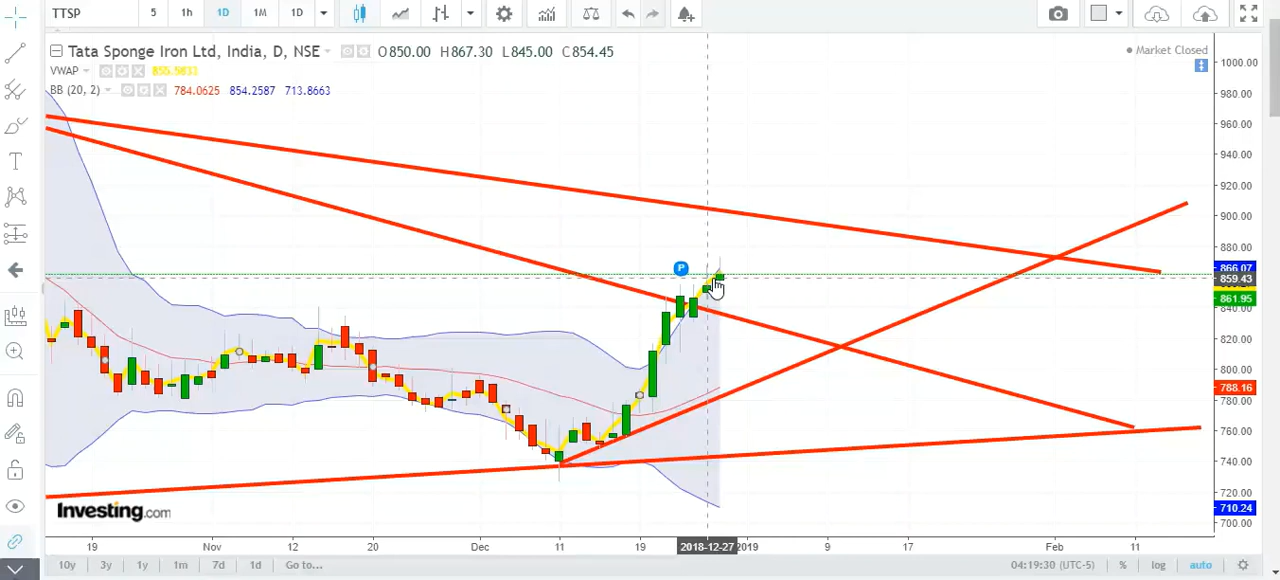 TTSP 5 1h 1D 1M 1D
Tata Sponge Iron Ltd, India, D, NSE O850.00 H867.30 L845.00 C854.45
Market Closed
VWAP
BB (20, 2) 784.0625 854.2587 713.8663
1000.00
980.00
960.00
940.00
920.00
900.00
880.00
866.07
859.43
861.95
840.00
820.00
800.00
788.16
780.00
760.00
740.00
720.00
710.24
700.00
P
Investing.com
19 Nov 12 20 Dec 11 19 2018-12-27 2019 9 17 Feb 11
10y 3y 1y 1m 7d 1d Go to... 04:19:30 (UTC-5) % log auto